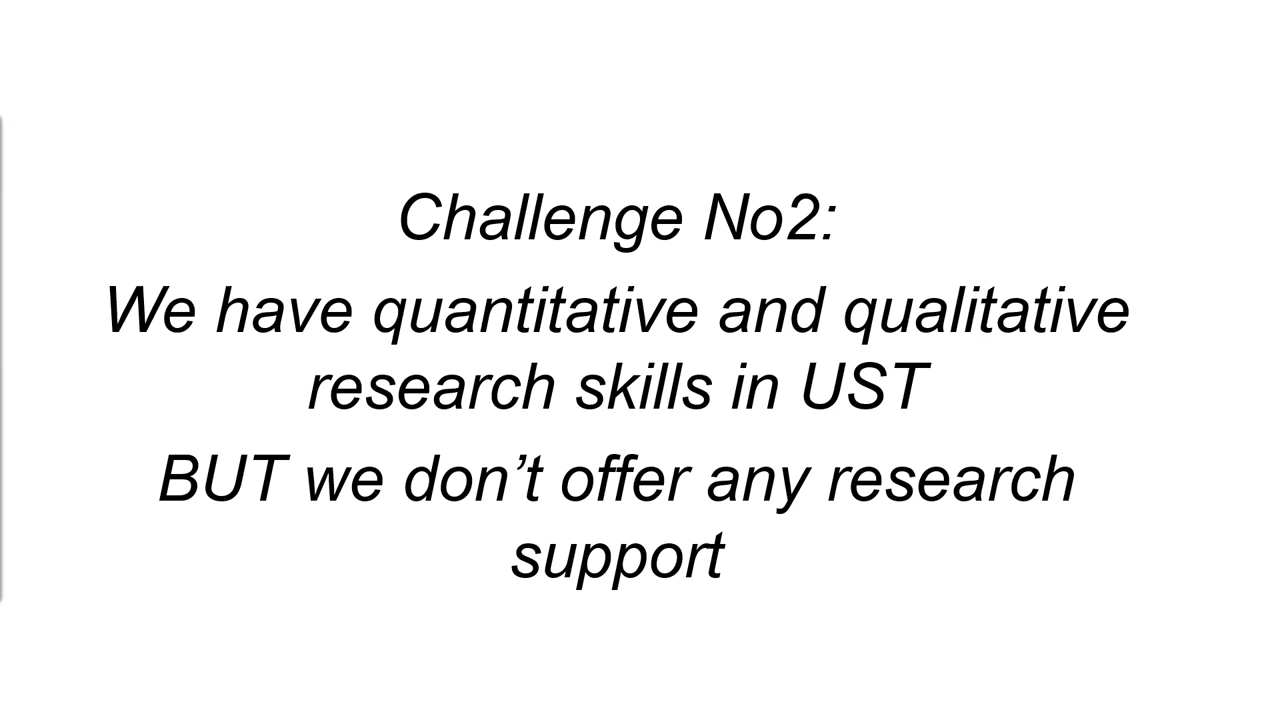 Challenge No2:
We have quantitative and qualitative
research skills in UST
BUT we don’t offer any research
support